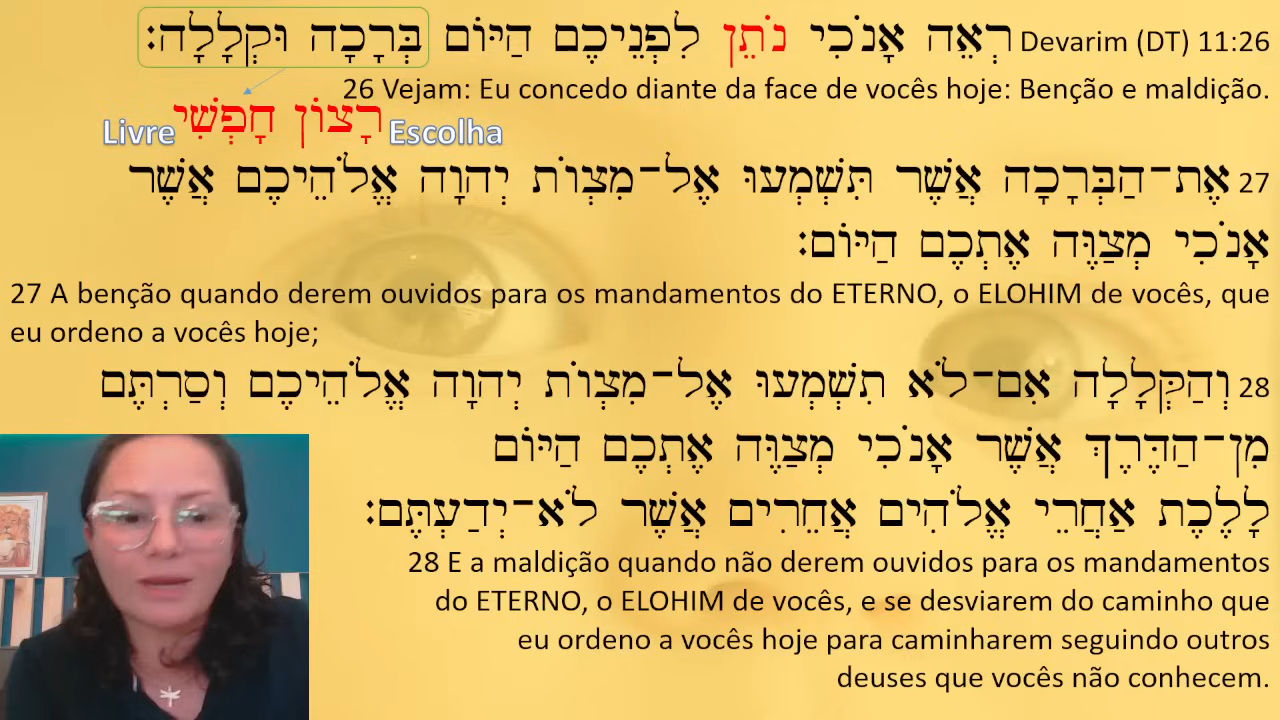 רְאֵה אָנֹכִי נֹתֵן לִפְנֵיכֶם הַיּוֹם בְּרָכָה וּקְלָלָה׃ Devarim (DT) 11:26
26 Vejam: Eu concedo diante da face de vocês hoje: Benção e maldição.
Livre רָצוֹן חָפְשִׁי Escolha
27 אֶת־הַבְּרָכָה אֲשֶׁר תִּשְׁמְעוּ אֶל־מִצְוֺת יְהוָה אֱלֹהֵיכֶם אֲשֶׁר
אָנֹכִי מְצַוֶּה אֶתְכֶם הַיּוֹם׃
27 A benção quando derem ouvidos para os mandamentos do ETERNO, o ELOHIM de vocês, que
eu ordeno a vocês hoje;
28 וְהַקְּלָלָה אִם־לֹא תִשְׁמְעוּ אֶל־מִצְוֺת יְהוָה אֱלֹהֵיכֶם וְסַרְתֶּם
מִן־הַדֶּרֶךְ אֲשֶׁר אָנֹכִי מְצַוֶּה אֶתְכֶם הַיּוֹם
לָלֶכֶת אַחֲרֵי אֱלֹהִים אֲחֵרִים אֲשֶׁר לֹא־יְדַעְתֶּם׃
28 E a maldição quando não derem ouvidos para os mandamentos
do ETERNO, o ELOHIM de vocês, e se desviarem do caminho que
eu ordeno a vocês hoje para caminharem seguindo outros
deuses que vocês não conhecem.